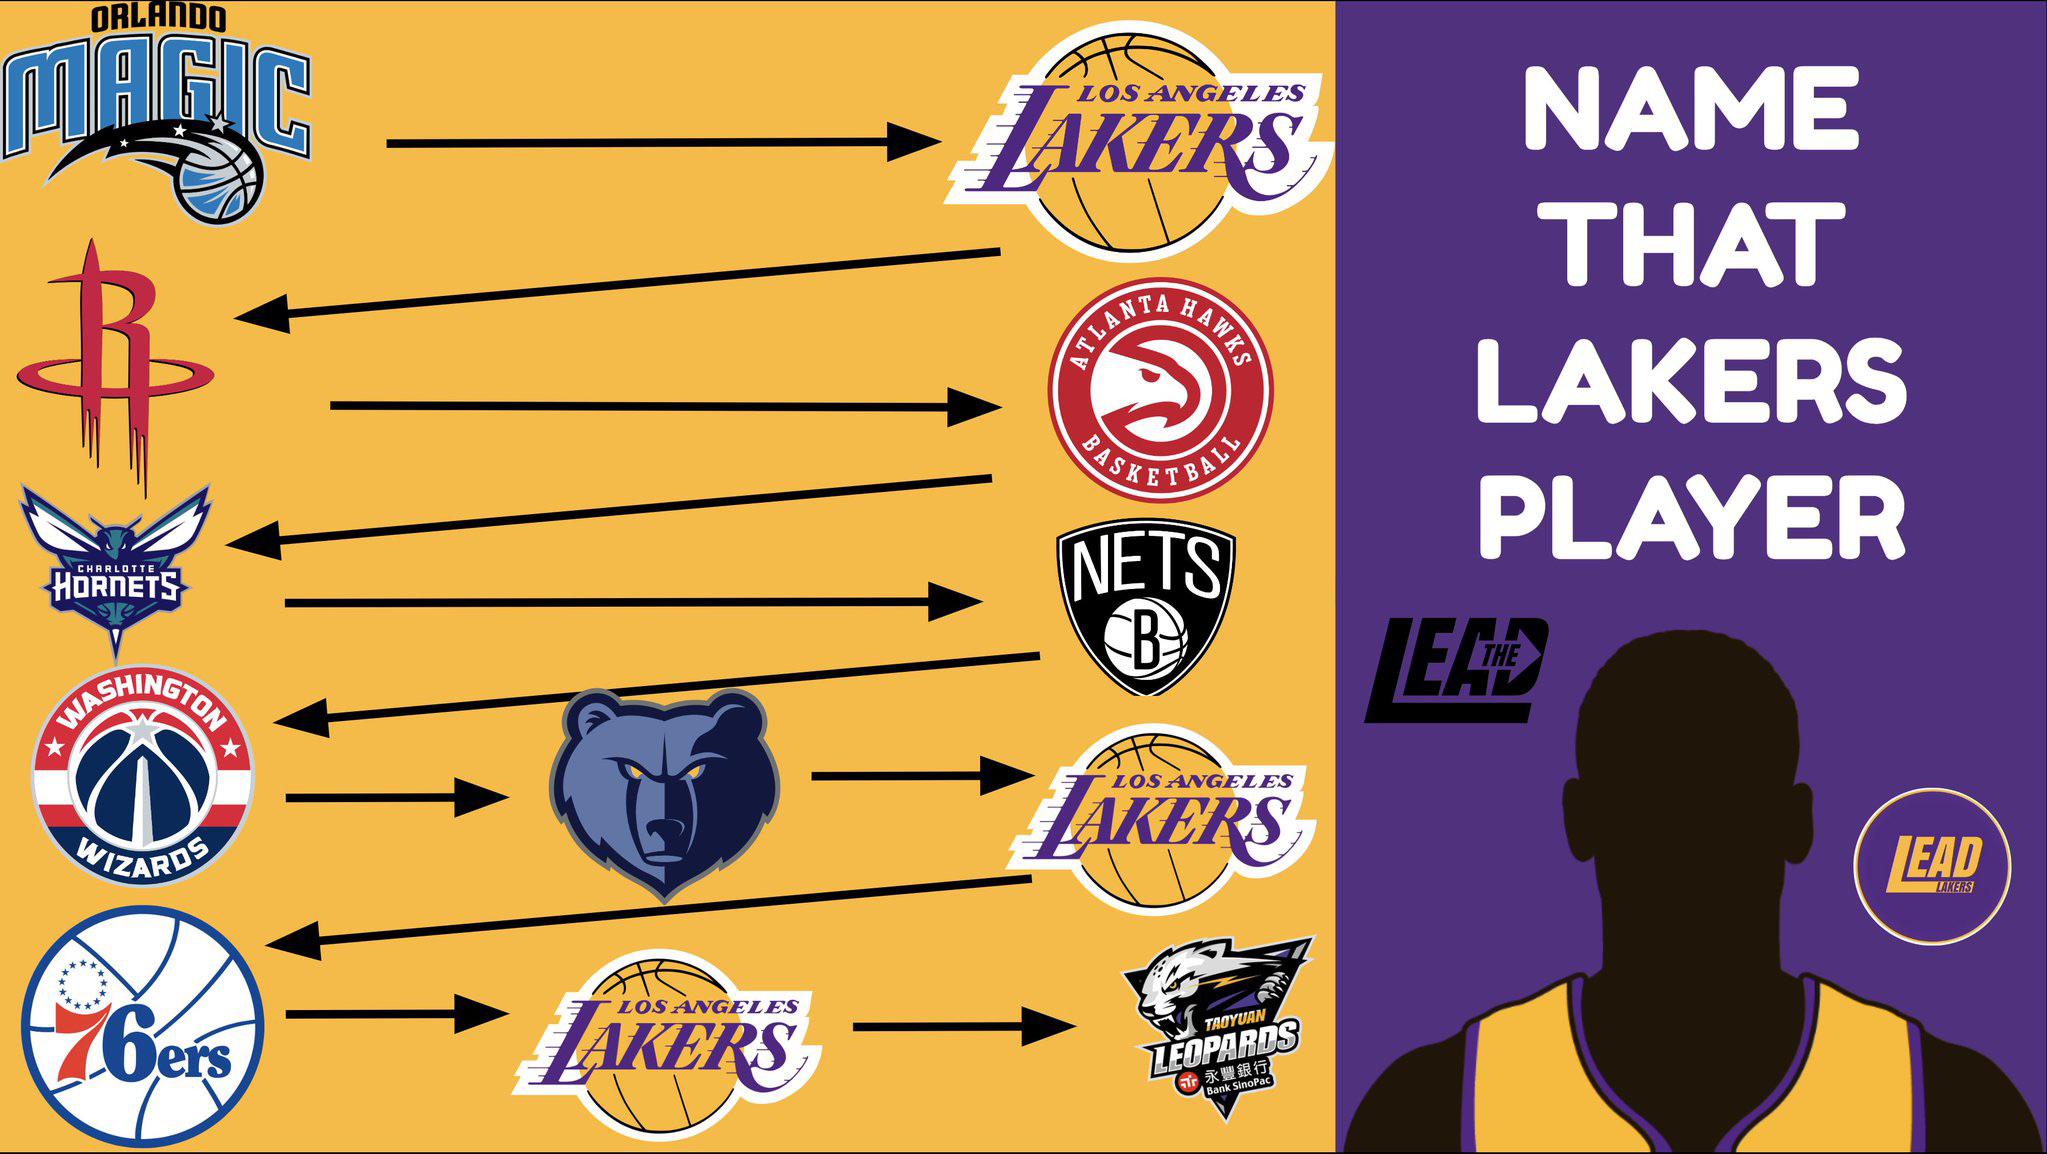 ORLANDO
MAGIC
LOS ANGELES
LAKERS
NAME
THAT
LAKERS
PLAYER
R
ATLANTA HAWKS
BASKETBALL
CHARLOTTE
HORNETS
NETS
B
LEAD
THE
WASHINGTON
WIZARDS
LOS ANGELES
LAKERS
LEAD
LAKERS
76ers
LOS ANGELES
LAKERS
TAOYUAN
LEOPARDS
永豐銀行
Bank SinoPac